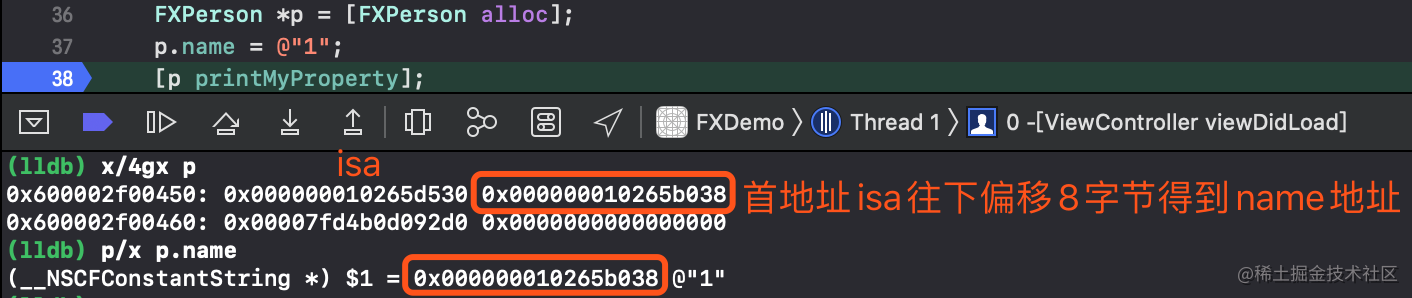 36 FXPerson *p = [FXPerson alloc];
37 p.name = @"1";
38 [p printMyProperty];
FXDemo 〉 Thread 1 〉 0 -[ViewController viewDidLoad]
(lldb) x/4gx p
isa
0x600002f00450: 0x000000010265d530 0x000000010265b038 首地址isa往下偏移8字节得到name地址
0x600002f00460: 0x00007fd4b0d092d0 0x0000000000000000
(lldb) p/x p.name
(__NSCFConstantString *) $1 = 0x000000010265b038 @"1"
@稀土掘金技术社区